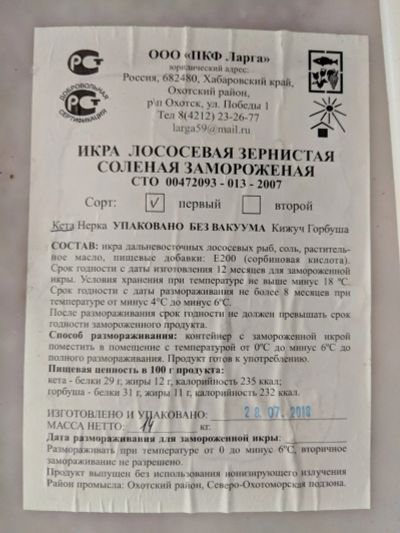 ООО «ПКФ Ларга»
юридический адрес:
Россия, 682480, Хабаровский край,
Охотский район,
р\п Охотск, ул. Победы 1
Тел 8(4212) 23-26-77
larga59@mail.ru
РСТ
ДОБРОВОЛЬНАЯ
СЕРТИФИКАЦИЯ
ИКРА ЛОСОСЕВАЯ ЗЕРНИСТАЯ
СОЛЕНАЯ ЗАМОРОЖЕНАЯ
СТО 00472093 - 013 - 2007
Сорт: первый второй
Кета Нерка УПАКОВАНО БЕЗ ВАКУУМА Кижуч Горбуша
СОСТАВ: икра дальневосточных лососевых рыб, соль, раститель-
ное масло, пищевые добавки: Е200 (сорбиновая кислота).
Срок годности с даты изготовления 12 месяцев для замороженной
икры. Условия хранения при температуре не выше минус 18 ºС.
Срок годности с даты размораживания не более 8 месяцев при
температуре от минус 4°С до минус 6°С.
После размораживания срок годности не должен превышать срок
годности замороженного продукта.
Способ размораживания: контейнер с замороженной икрой
поместить в помещение с температурой от 0ºС до минус 6ºС до
полного размораживания. Продукт готов к употреблению.
Пищевая ценность в 100 г продукта:
кета - белки 29 г, жиры 12 г, калорийность 235 ккал;
горбуша - белки 31 г, жиры 11 г, калорийность 232 ккал.
ИЗГОТОВЛЕНО И УПАКОВАНО: 28 07. 2018
МАССА НЕТТО: 14 кг.
Дата размораживания для замороженной икры:
Размораживать при температуре от 0 до минус 6ºС, вторичное
замораживание не разрешено.
Продукт выпущен без использования ионизирующего излучения
Район промысла: Охотский район, Северо-Охотоморская подзона.